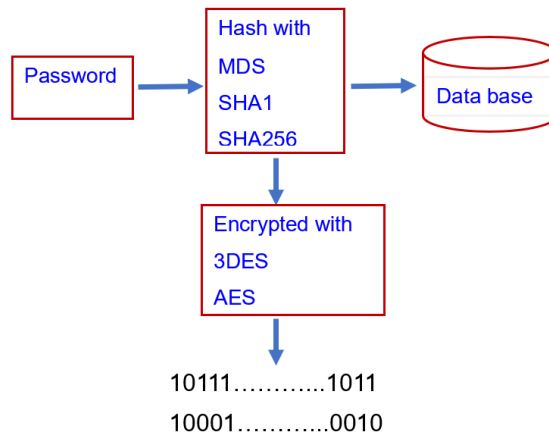 Password
Hash with
MDS
SHA1
SHA256
Data base
Encrypted with
3DES
AES
10111………...1011
10001………...0010